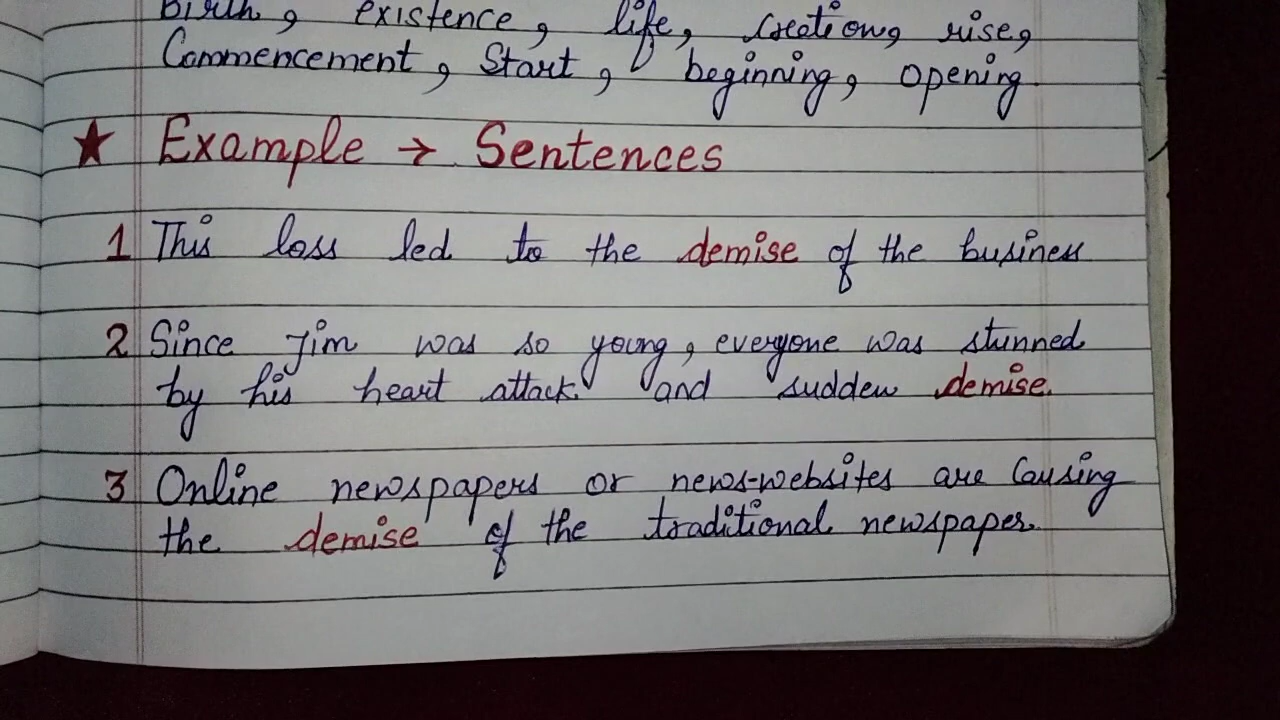 Birth, existence, life, creation, rise,
Commencement, Start, beginning, opening
★ Example → Sentences
1 This loss led to the demise of the business
2 Since Jim was so young, everyone was stunned
by his heart attack and sudden demise.
3 Online newspapers or news-websites are Causing
the demise of the traditional newspaper.